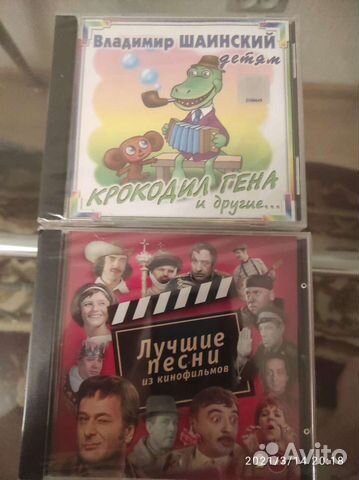 Владимир ШАИНСКИЙ
детям
КРОКОДИЛ ГЕНА
и другие...
Лучшие
песни
из кинофильмов
2021/3/14 20:18
Avito